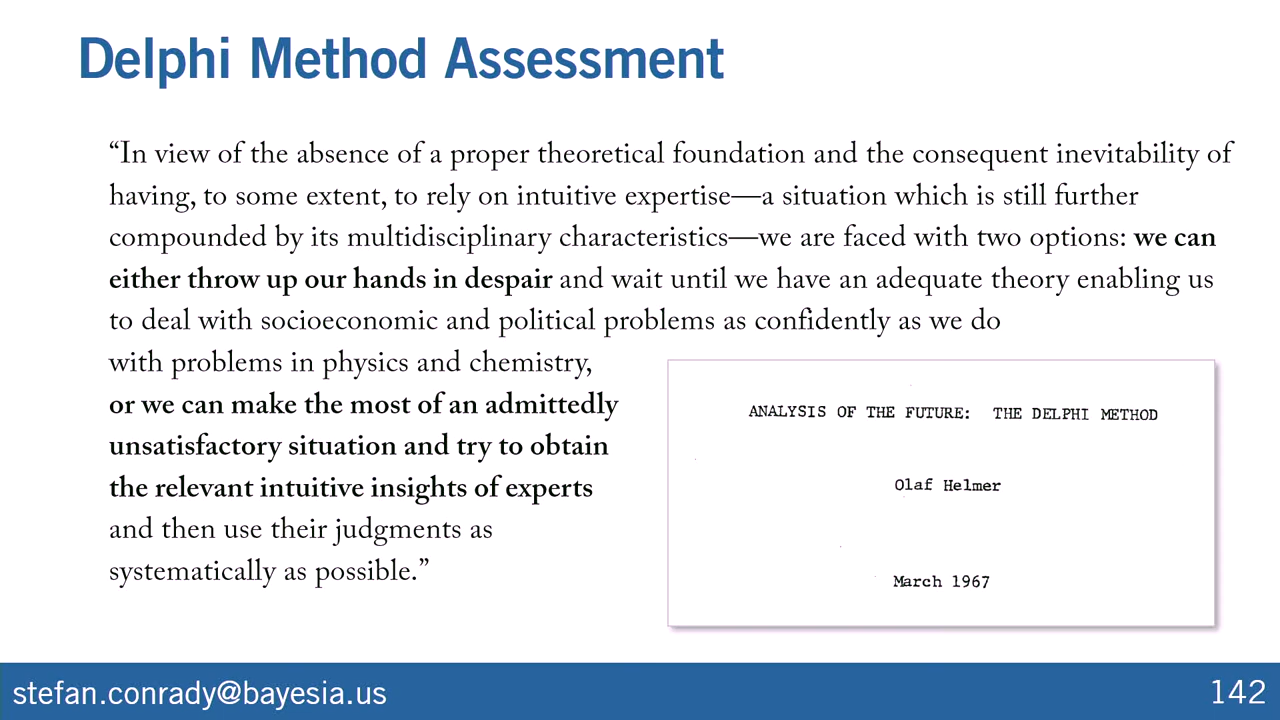 Delphi Method Assessment
“In view of the absence of a proper theoretical foundation and the consequent inevitability of
having, to some extent, to rely on intuitive expertise—a situation which is still further
compounded by its multidisciplinary characteristics—we are faced with two options: we can
either throw up our hands in despair and wait until we have an adequate theory enabling us
to deal with socioeconomic and political problems as confidently as we do
with problems in physics and chemistry,
or we can make the most of an admittedly
unsatisfactory situation and try to obtain
the relevant intuitive insights of experts
and then use their judgments as
systematically as possible.”
ANALYSIS OF THE FUTURE: THE DELPHI METHOD
Olaf Helmer
March 1967
stefan.conrady@bayesia.us
142